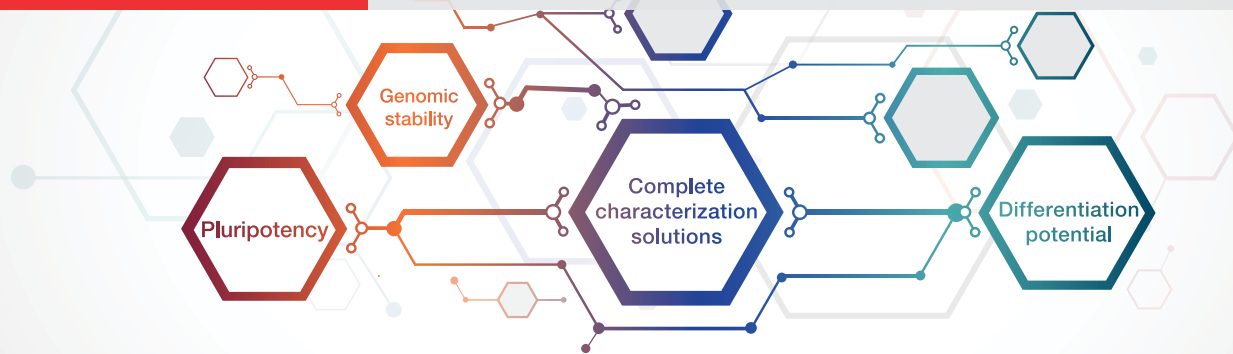 Genomic
stability
Pluripotency
Complete
characterization
solutions
Differentiation
potential